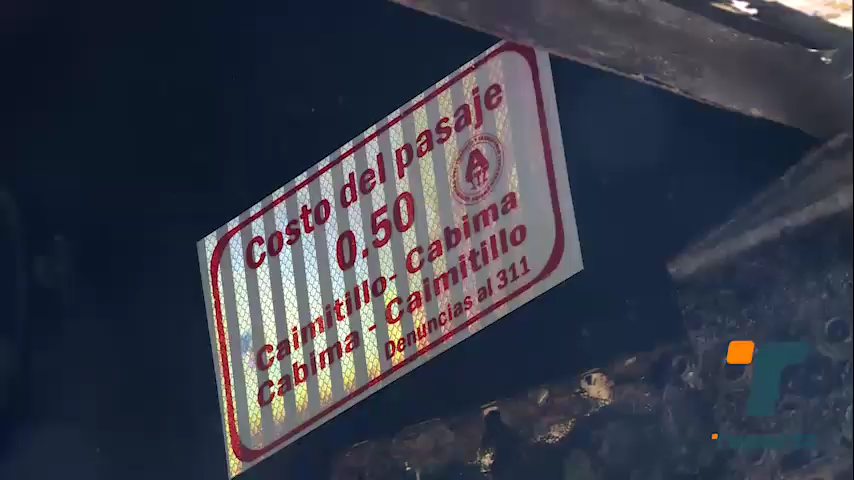 Costo del pasaje
0.50
Caimitillo- Cabima
Cabima - Caimitillo
Denuncias al 311